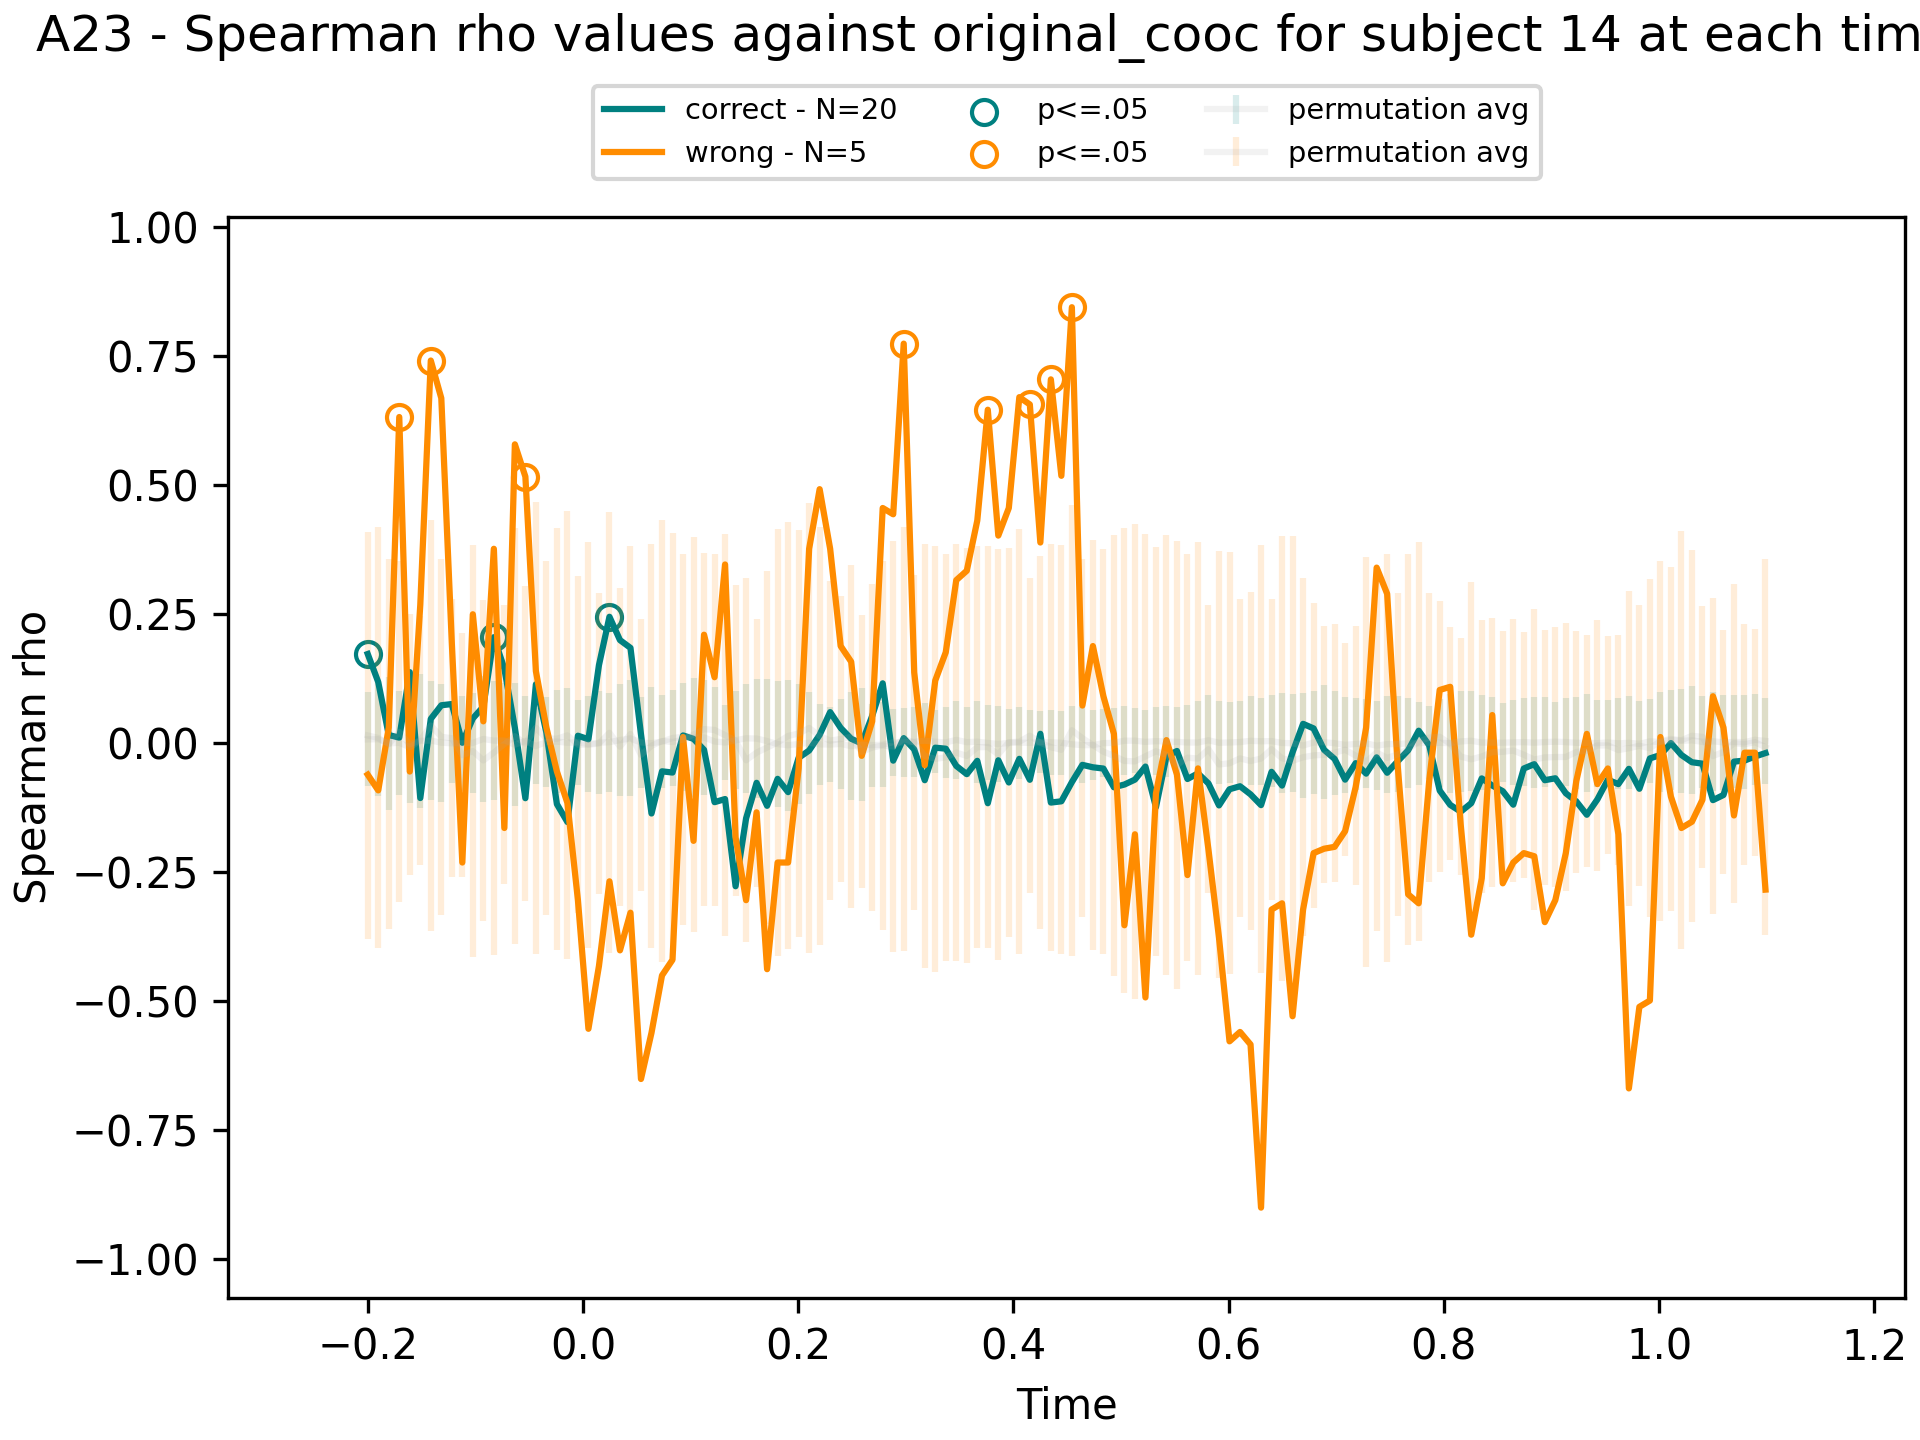 A23 - Spearman rho values against original_cooc for subject 14 at each tim
correct - N=20
wrong - N=5
p<=.05
p<=.05
permutation avg
permutation avg
1.00
0.75
0.50
0.25
0.00
−0.25
−0.50
−0.75
−1.00
Spearman rho
−0.2
0.0
0.2
0.4
0.6
0.8
1.0
1.2
Time